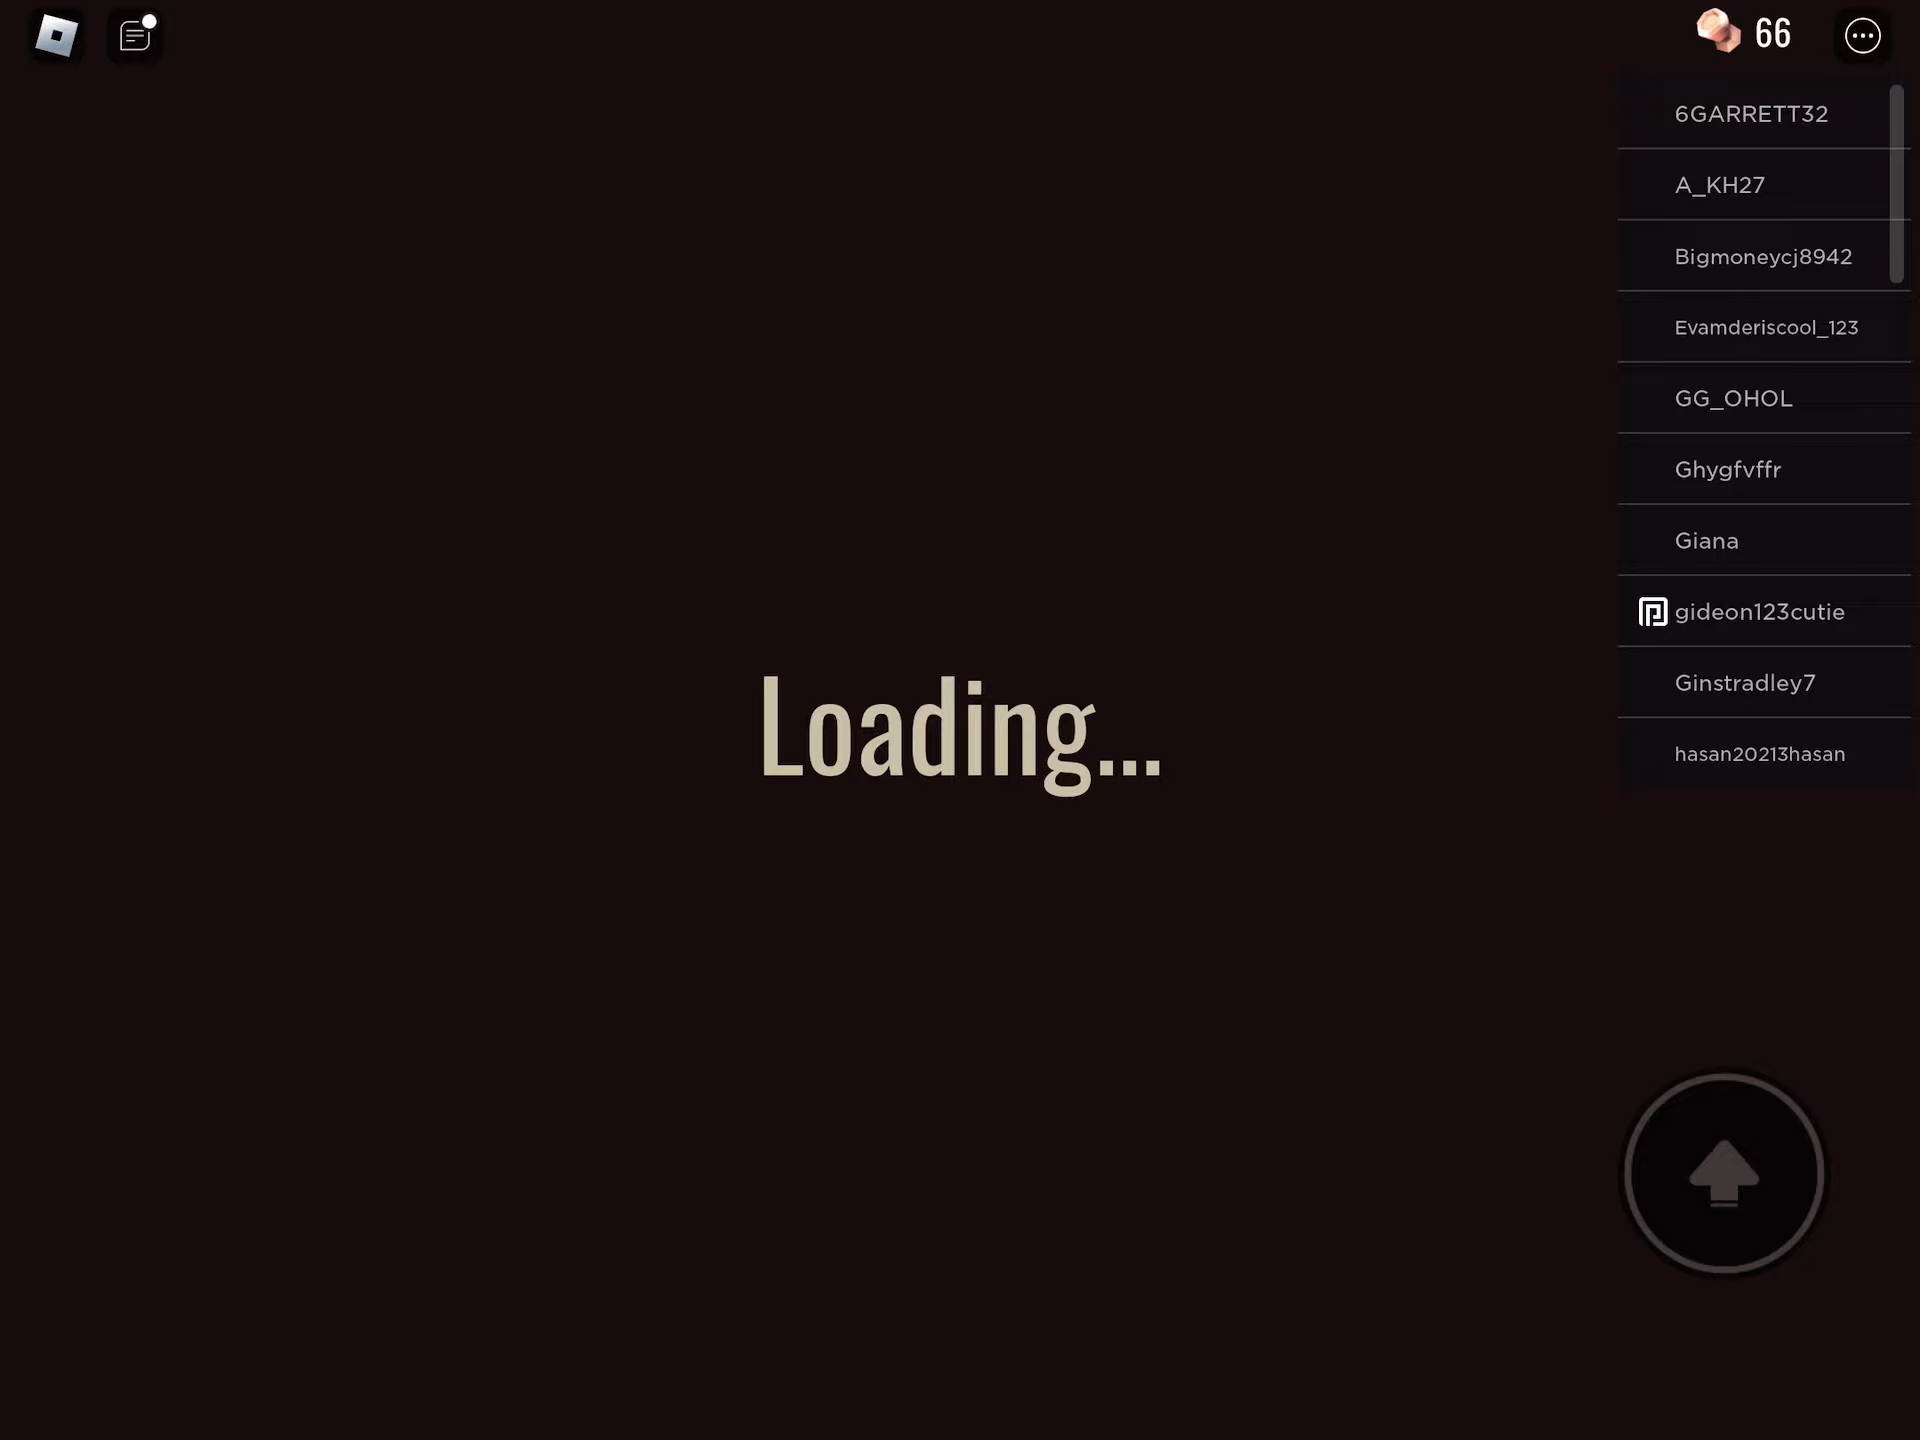 66
6GARRETT32
A_KH27
Bigmoneycj8942
Evamderiscool_123
GG_OHOL
Ghygfvffr
Giana
gideon123cutie
Ginstradley7
hasan20213hasan
Loading...